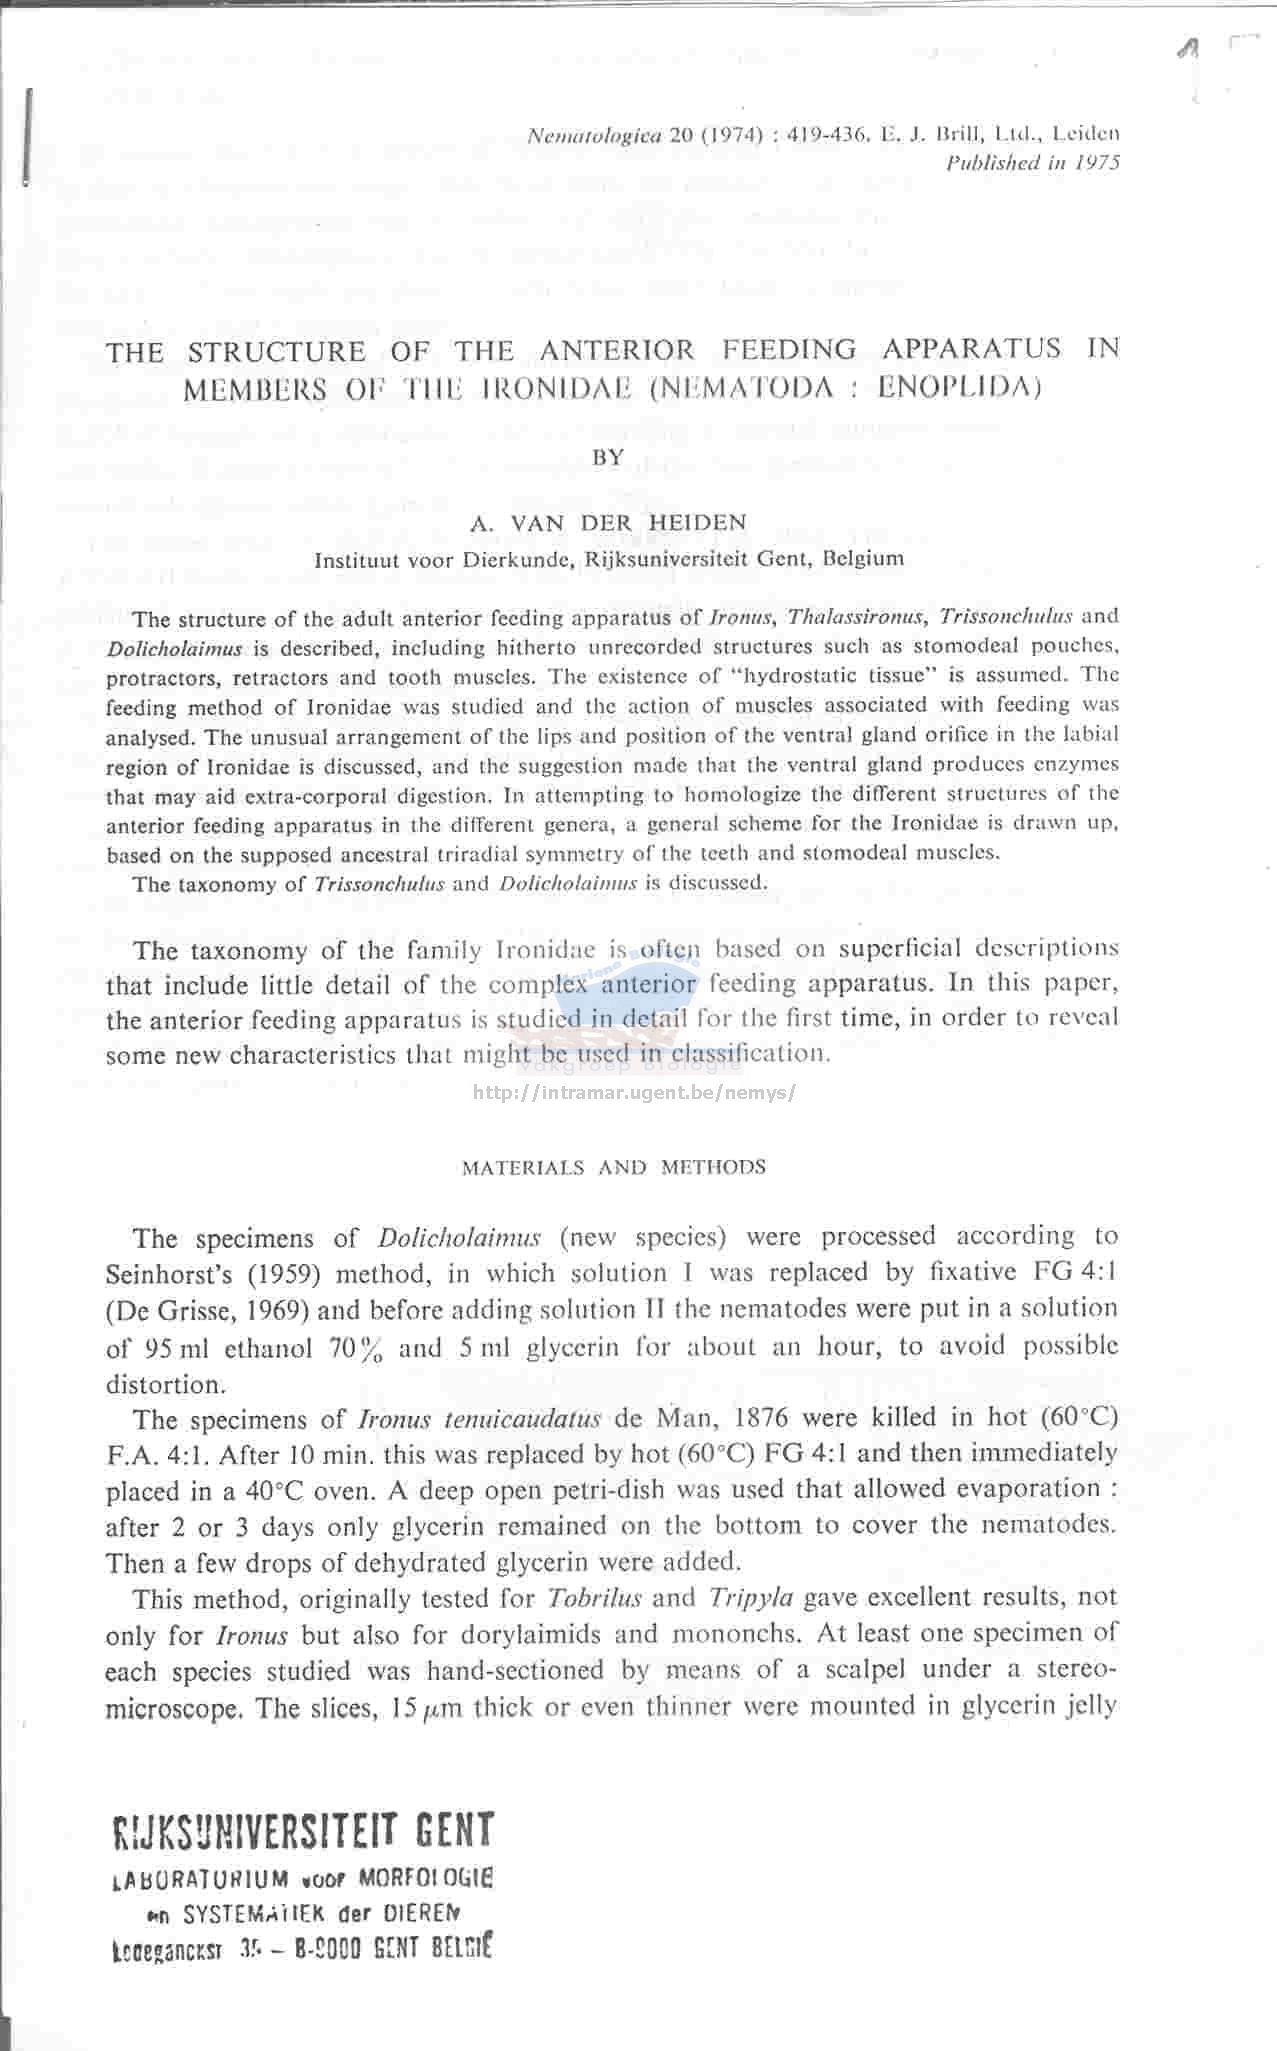 Nematologica 20 (1974) : 419-436. E. J. Brill, Ltd., Leiden
Published in 1975
THE STRUCTURE OF THE ANTERIOR FEEDING APPARATUS IN
MEMBERS OF THE IRONIDAE (NEMATODA : ENOPLIDA)
BY
A. VAN DER HEIDEN
Instituut voor Dierkunde, Rijksuniversiteit Gent, Belgium
The structure of the adult anterior feeding apparatus of Ironus, Thalassironus, Trissonchulus and
Dolicholaimus is described, including hitherto unrecorded structures such as stomodeal pouches,
protractors, retractors and tooth muscles. The existence of "hydrostatic tissue" is assumed. The
feeding method of Ironidae was studied and the action of muscles associated with feeding was
analysed. The unusual arrangement of the lips and position of the ventral gland orifice in the labial
region of Ironidae is discussed, and the suggestion made that the ventral gland produces enzymes
that may aid extra-corporal digestion. In attempting to homologize the different structures of the
anterior feeding apparatus in the different genera, a general scheme for the Ironidae is drawn up,
based on the supposed ancestral triradial symmetry of the teeth and stomodeal muscles.
The taxonomy of Trissonchulus and Dolicholaimus is discussed.
The taxonomy of the family Ironidae is often based on superficial descriptions
that include little detail of the complex anterior feeding apparatus. In this paper,
the anterior feeding apparatus is studied in detail for the first time, in order to reveal
some new characteristics that might be used in classification.
Vakgroep Biologie
http://intramar.ugent.be/nemys/
MATERIALS AND METHODS
The specimens of Dolicholaimus (new species) were processed according to
Seinhorst's (1959) method, in which solution I was replaced by fixative FG 4:1
(De Grisse, 1969) and before adding solution II the nematodes were put in a solution
of 95 ml ethanol 70% and 5 ml glycerin for about an hour, to avoid possible
distortion.
The specimens of Ironus tenuicaudatus de Man, 1876 were killed in hot (60°C)
F.A. 4:1. After 10 min. this was replaced by hot (60°C) FG 4:1 and then immediately
placed in a 40°C oven. A deep open petri-dish was used that allowed evaporation :
after 2 or 3 days only glycerin remained on the bottom to cover the nematodes.
Then a few drops of dehydrated glycerin were added.
This method, originally tested for Tobrilus and Tripyla gave excellent results, not
only for Ironus but also for dorylaimids and mononchs. At least one specimen of
each species studied was hand-sectioned by means of a scalpel under a stereo-
microscope. The slices, 15 μm thick or even thinner were mounted in glycerin jelly
RIJKSUNIVERSITEIT GENT
LABORATORIUM voor MORFOLOGIE
en SYSTEMATIEK der DIEREN
Ledeganckst 35 – B-9000 GENT BELGIË